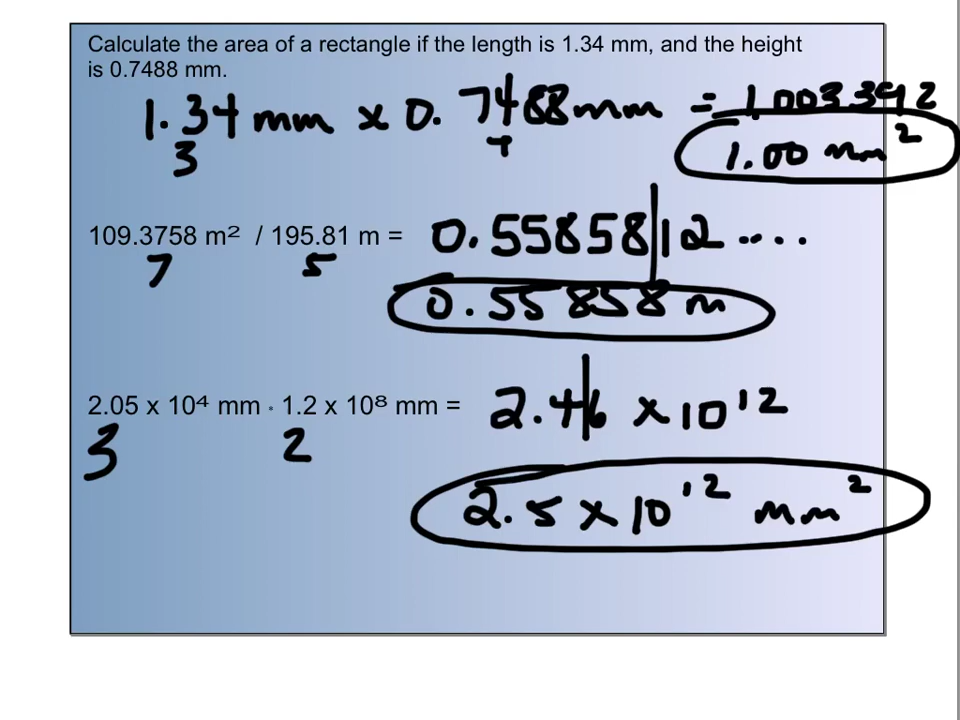 Calculate the area of a rectangle if the length is 1.34 mm, and the height
is 0.7488 mm.
1.34 mm x 0.7488 mm = 1.003392
3 4 1.00 mm²
109.3758 m² / 195.81 m = 0.5585812....
7 5
0.55858 m
2.05 x 10⁴ mm · 1.2 x 10⁸ mm = 2.46 x 10¹²
3 2
2.5 x 10¹² mm²